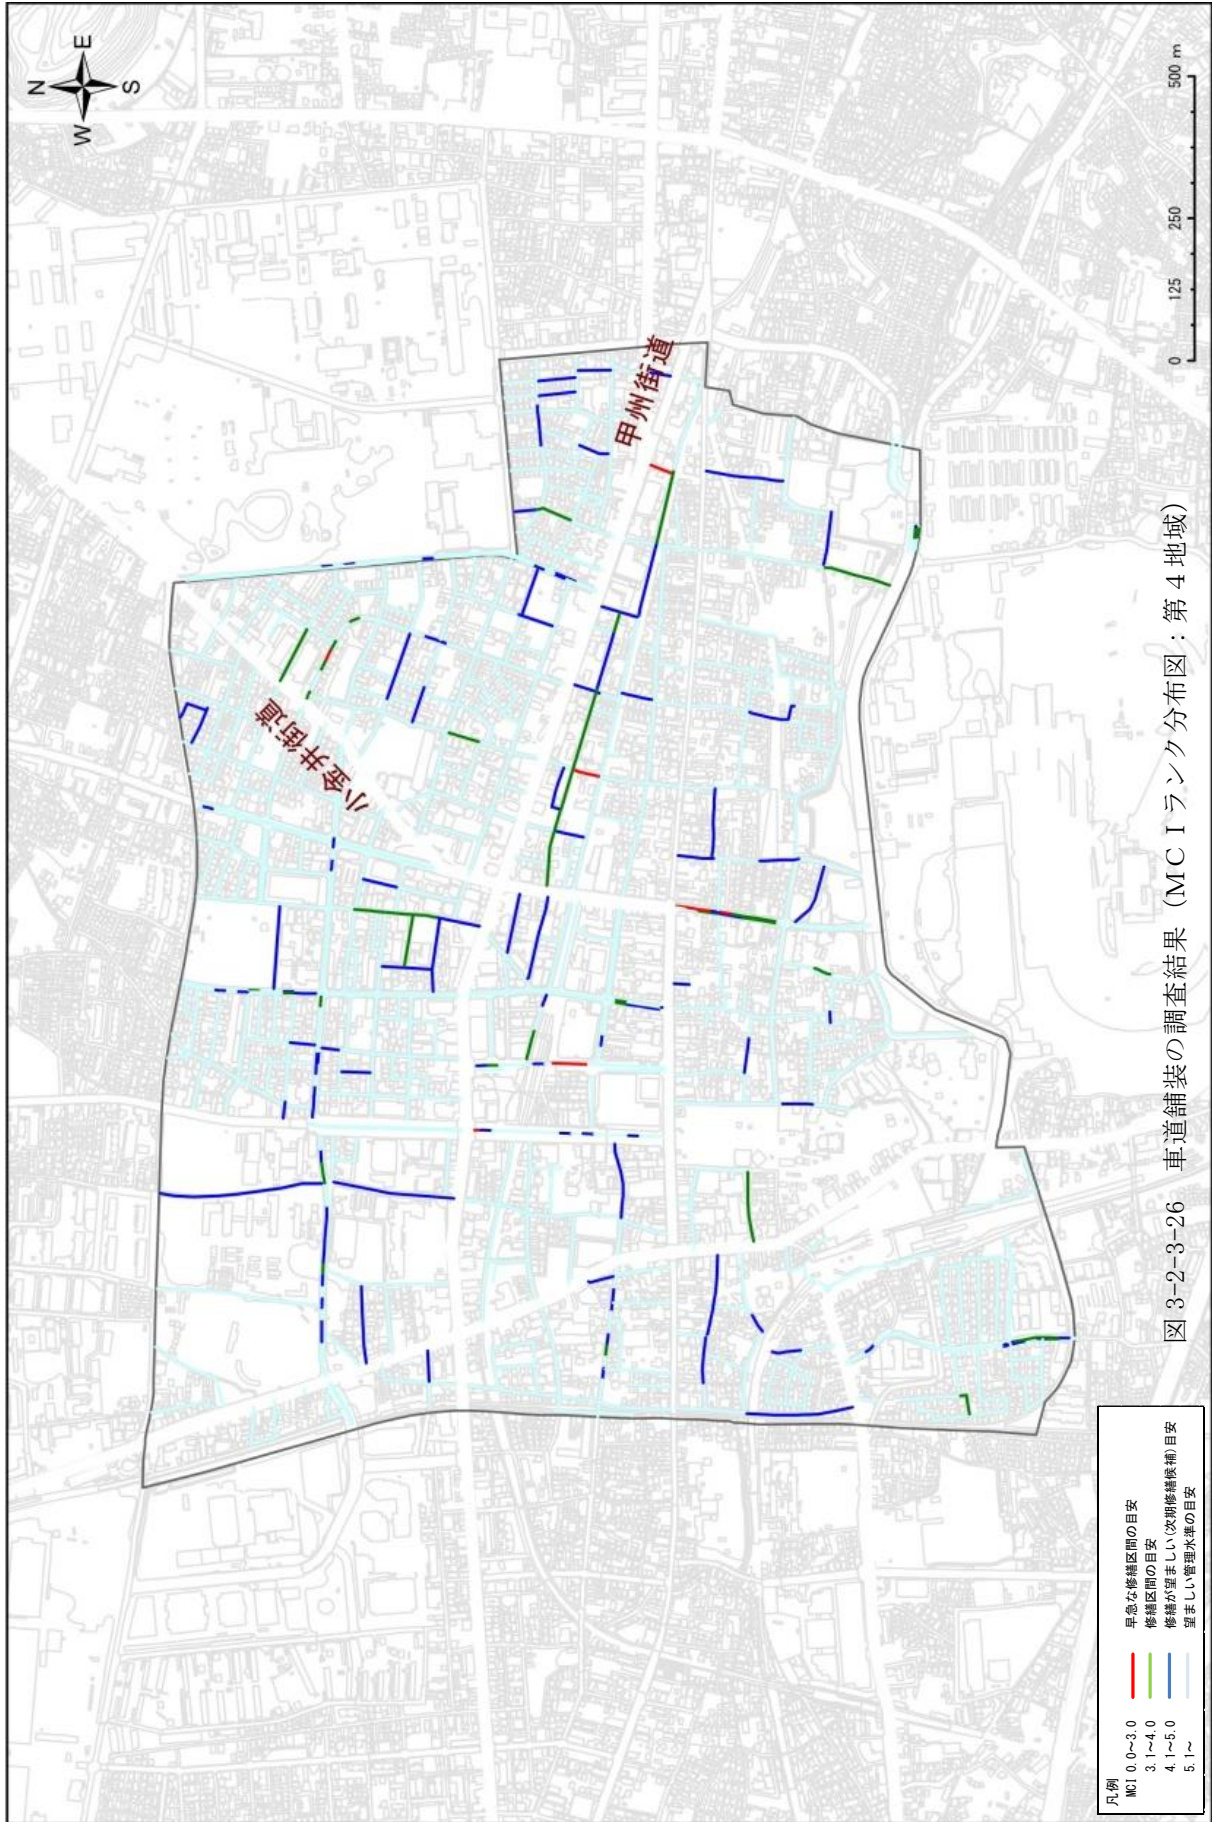 N
W
E
S
小金井街道
甲州街道
0
125
250
500 m
凡例
MCI 0.0~3.0 早急な修繕区間の目安
3.1~4.0 修繕区間の目安
4.1~5.0 修繕が望ましい(次期修繕候補)目安
5.1~ 望ましい管理水準の目安
図 3-2-3-26 車道舗装の調査結果(MCIランク分布図:第4地域)